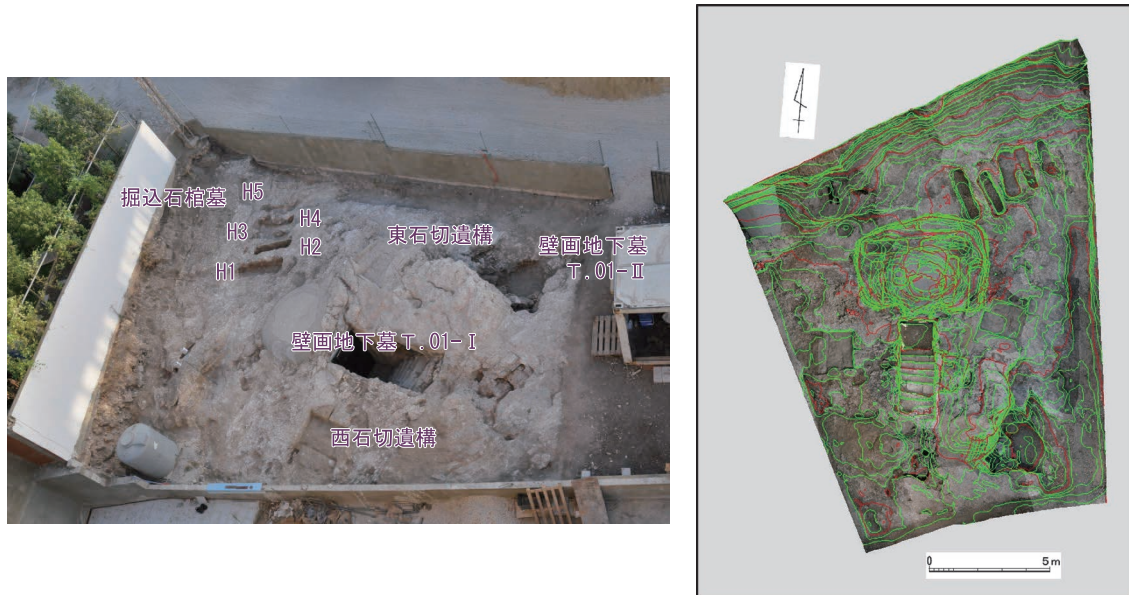 掘込石棺墓
H5
H4
H3
H2
H1
東石切遺構
壁画地下墓
T.01-Ⅱ
壁画地下墓T.01-Ⅰ
西石切遺構
0 5m